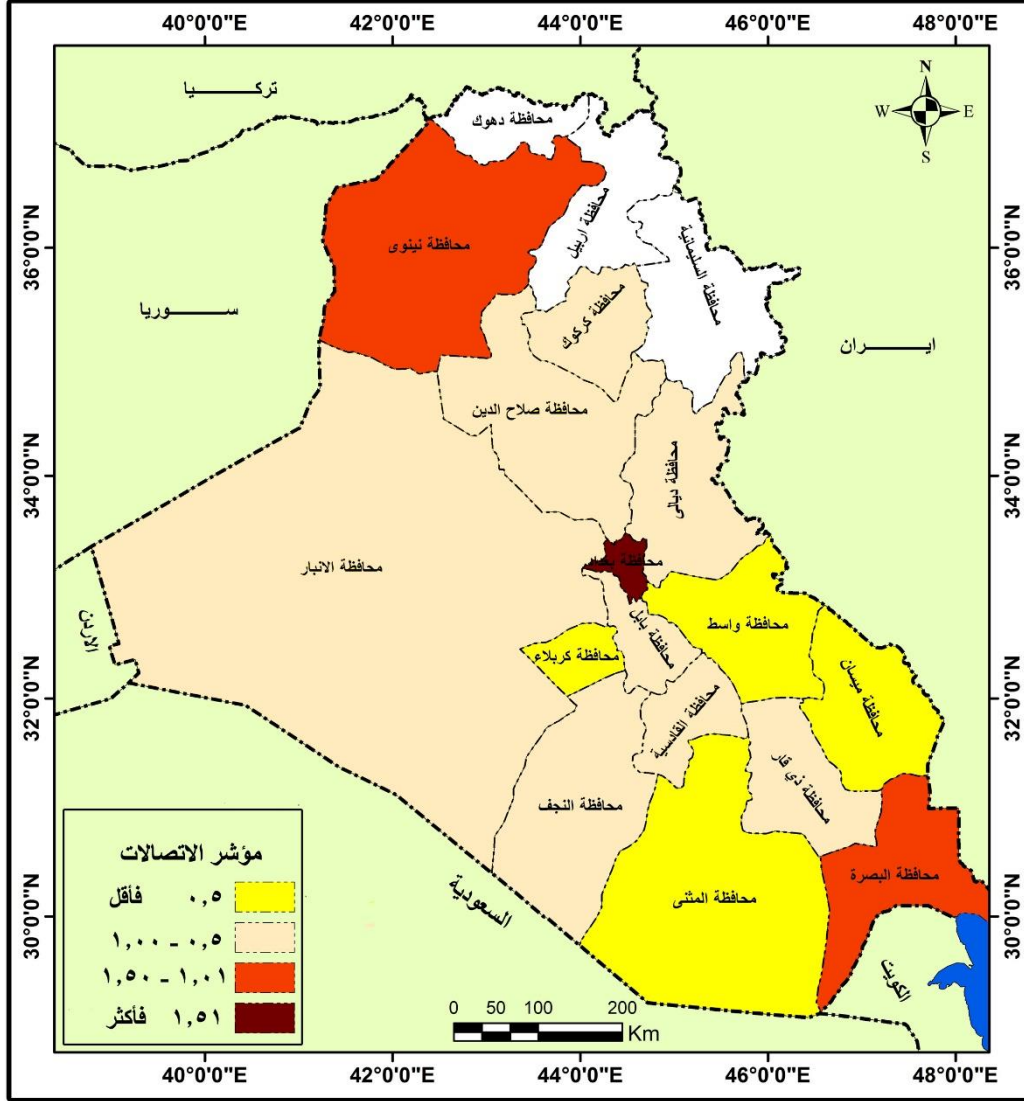 40°0'0"E 42°0'0"E 44°0'0"E 46°0'0"E 48°0'0"E
N
W E
S
تركـــــــيا
محافظة دهوك
36°0'0"N
محافظة اربيل
محافظة السليمانية
محافظة نينوى
36°0'0"N
ســـــــوريا
محافظة كركوك
ايـــــــران
محافظة صلاح الدين
34°0'0"N
محافظة ديالى
34°0'0"N
محافظة بغداد
محافظة الانبار
الاردن
محافظة بابل
محافظة واسط
محافظة كربلاء
محافظة ميسان
32°0'0"N
محافظة القادسية
32°0'0"N
محافظة ذي قار
محافظة النجف
محافظة البصرة
محافظة المثنى
السعودية
30°0'0"N
30°0'0"N
الكويت
مؤشر الاتصالات
٠,٥ فأقل
٠,٥ - ١,٠٠
١,٠١ - ١,٥٠
١,٥١ فأكثر
0 50 100 200
Km
40°0'0"E 42°0'0"E 44°0'0"E 46°0'0"E 48°0'0"E